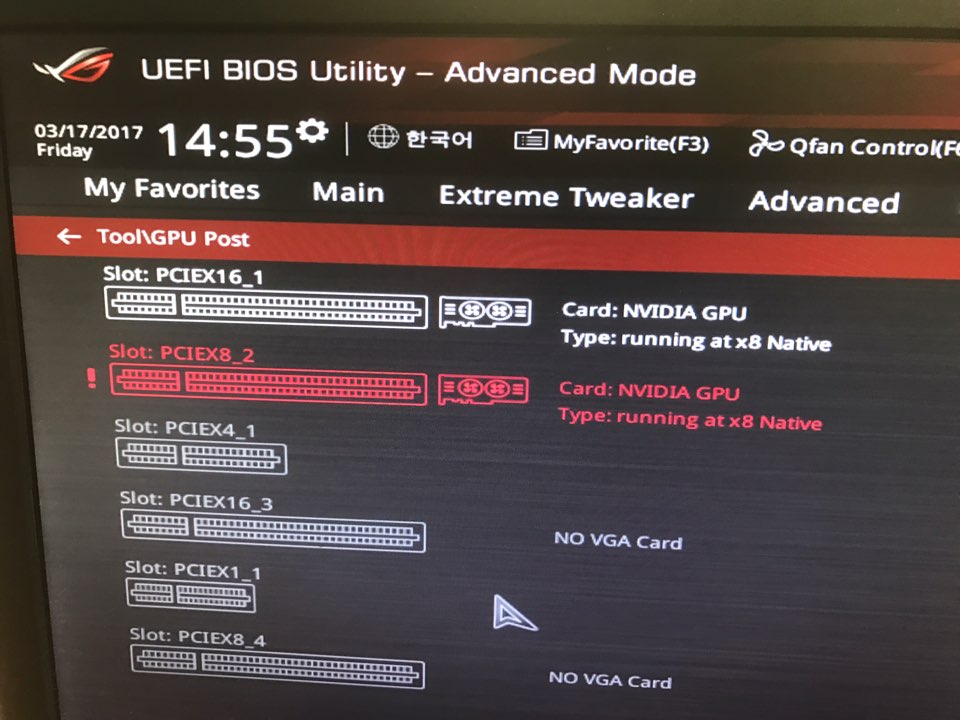 UEFI BIOS Utility – Advanced Mode
03/17/2017
Friday
14:55
한국어
MyFavorite(F3)
Qfan Control(F6
My Favorites
Main
Extreme Tweaker
Advanced
Tool\GPU Post
Slot: PCIEX16_1
Card: NVIDIA GPU
Type: running at x8 Native
Slot: PCIEX8_2
Card: NVIDIA GPU
Type: running at x8 Native
Slot: PCIEX4_1
Slot: PCIEX16_3
NO VGA Card
Slot: PCIEX1_1
Slot: PCIEX8_4
NO VGA Card